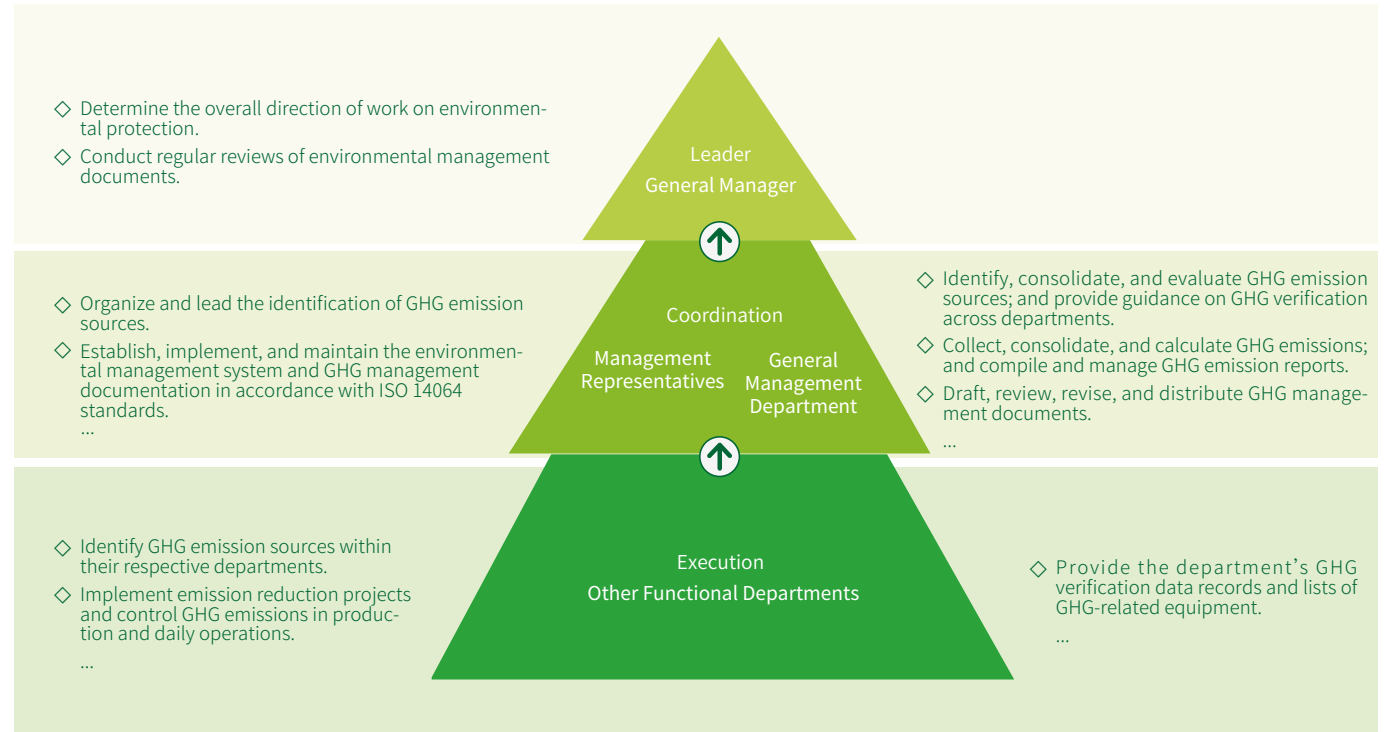 ◇ Determine the overall direction of work on environmen-
tal protection.
◇ Conduct regular reviews of environmental management
documents.
Leader
General Manager
◇ Organize and lead the identification of GHG emission
sources.
◇ Establish, implement, and maintain the environmen-
tal management system and GHG management
documentation in accordance with ISO 14064
standards.
...
Coordination
Management
Representatives
General
Management
Department
◇ Identify, consolidate, and evaluate GHG emission
sources; and provide guidance on GHG verification
across departments.
◇ Collect, consolidate, and calculate GHG emissions;
and compile and manage GHG emission reports.
◇ Draft, review, revise, and distribute GHG manage-
ment documents.
...
◇ Identify GHG emission sources within
their respective departments.
◇ Implement emission reduction projects
and control GHG emissions in produc-
tion and daily operations.
...
Execution
Other Functional Departments
◇ Provide the department’s GHG
verification data records and lists of
GHG-related equipment.
...